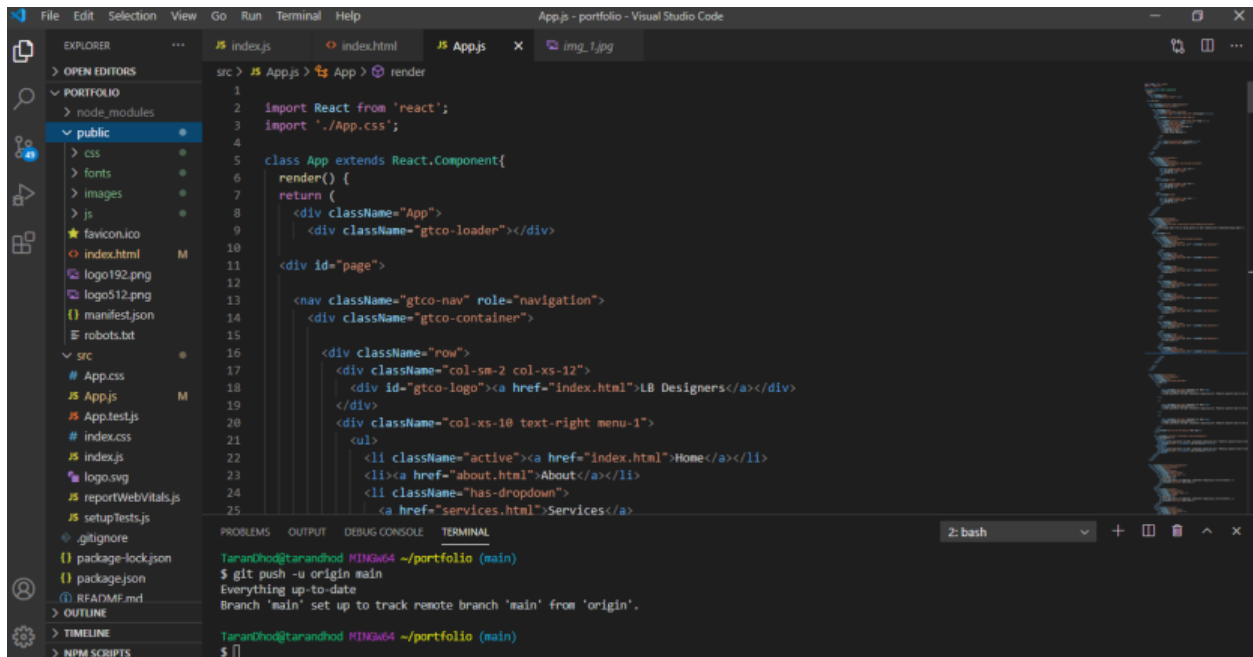 File Edit Selection View Go Run Terminal Help App.js - portfolio - Visual Studio Code
EXPLORER
OPEN EDITORS
PORTFOLIO
node_modules
public
css
fonts
images
js
favicon.ico
index.html M
logo192.png
logo512.png
manifest.json
robots.txt
src
App.css
App.js M
App.test.js
index.css
index.js
logo.svg
reportWebVitals.js
setupTests.js
.gitignore
package-lock.json
package.json
README.md
OUTLINE
TIMELINE
NPM SCRIPTS
49
JS index.js index.html JS App.js img_1.jpg
src > JS App.js > App > render
1
2 import React from 'react';
3 import './App.css';
4
5 class App extends React.Component{
6 render() {
7 return (
8 <div className="App">
9 <div className="gtco-loader"></div>
10
11 <div id="page">
12
13 <nav className="gtco-nav" role="navigation">
14 <div className="gtco-container">
15
16 <div className="row">
17 <div className="col-sm-2 col-xs-12">
18 <div id="gtco-logo"><a href="index.html">LB Designers</a></div>
19 </div>
20 <div className="col-xs-10 text-right menu-1">
21 <ul>
22 <li className="active"><a href="index.html">Home</a></li>
23 <li><a href="about.html">About</a></li>
24 <li className="has-dropdown">
25 <a href="services.html">Services</a>
PROBLEMS OUTPUT DEBUG CONSOLE TERMINAL 2: bash
TaranDhod@tarandhod MINGW64 ~/portfolio (main)
$ git push -u origin main
Everything up-to-date
Branch 'main' set up to track remote branch 'main' from 'origin'.
TaranDhod@tarandhod MINGW64 ~/portfolio (main)
$